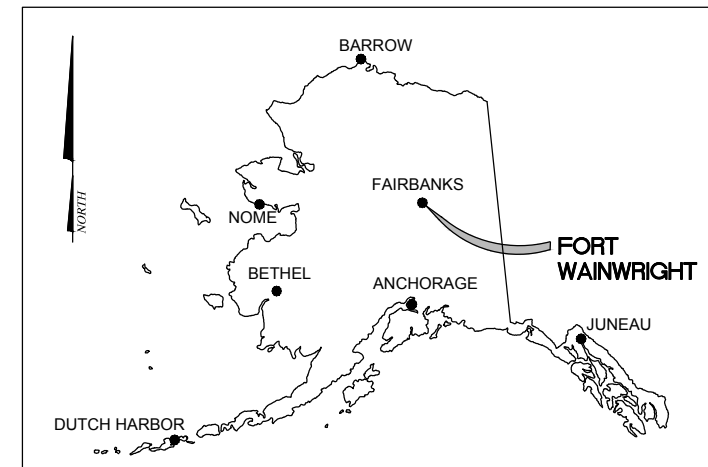 BARROW
NORTH
FAIRBANKS
NOME
FORT
WAINWRIGHT
BETHEL
ANCHORAGE
JUNEAU
DUTCH HARBOR